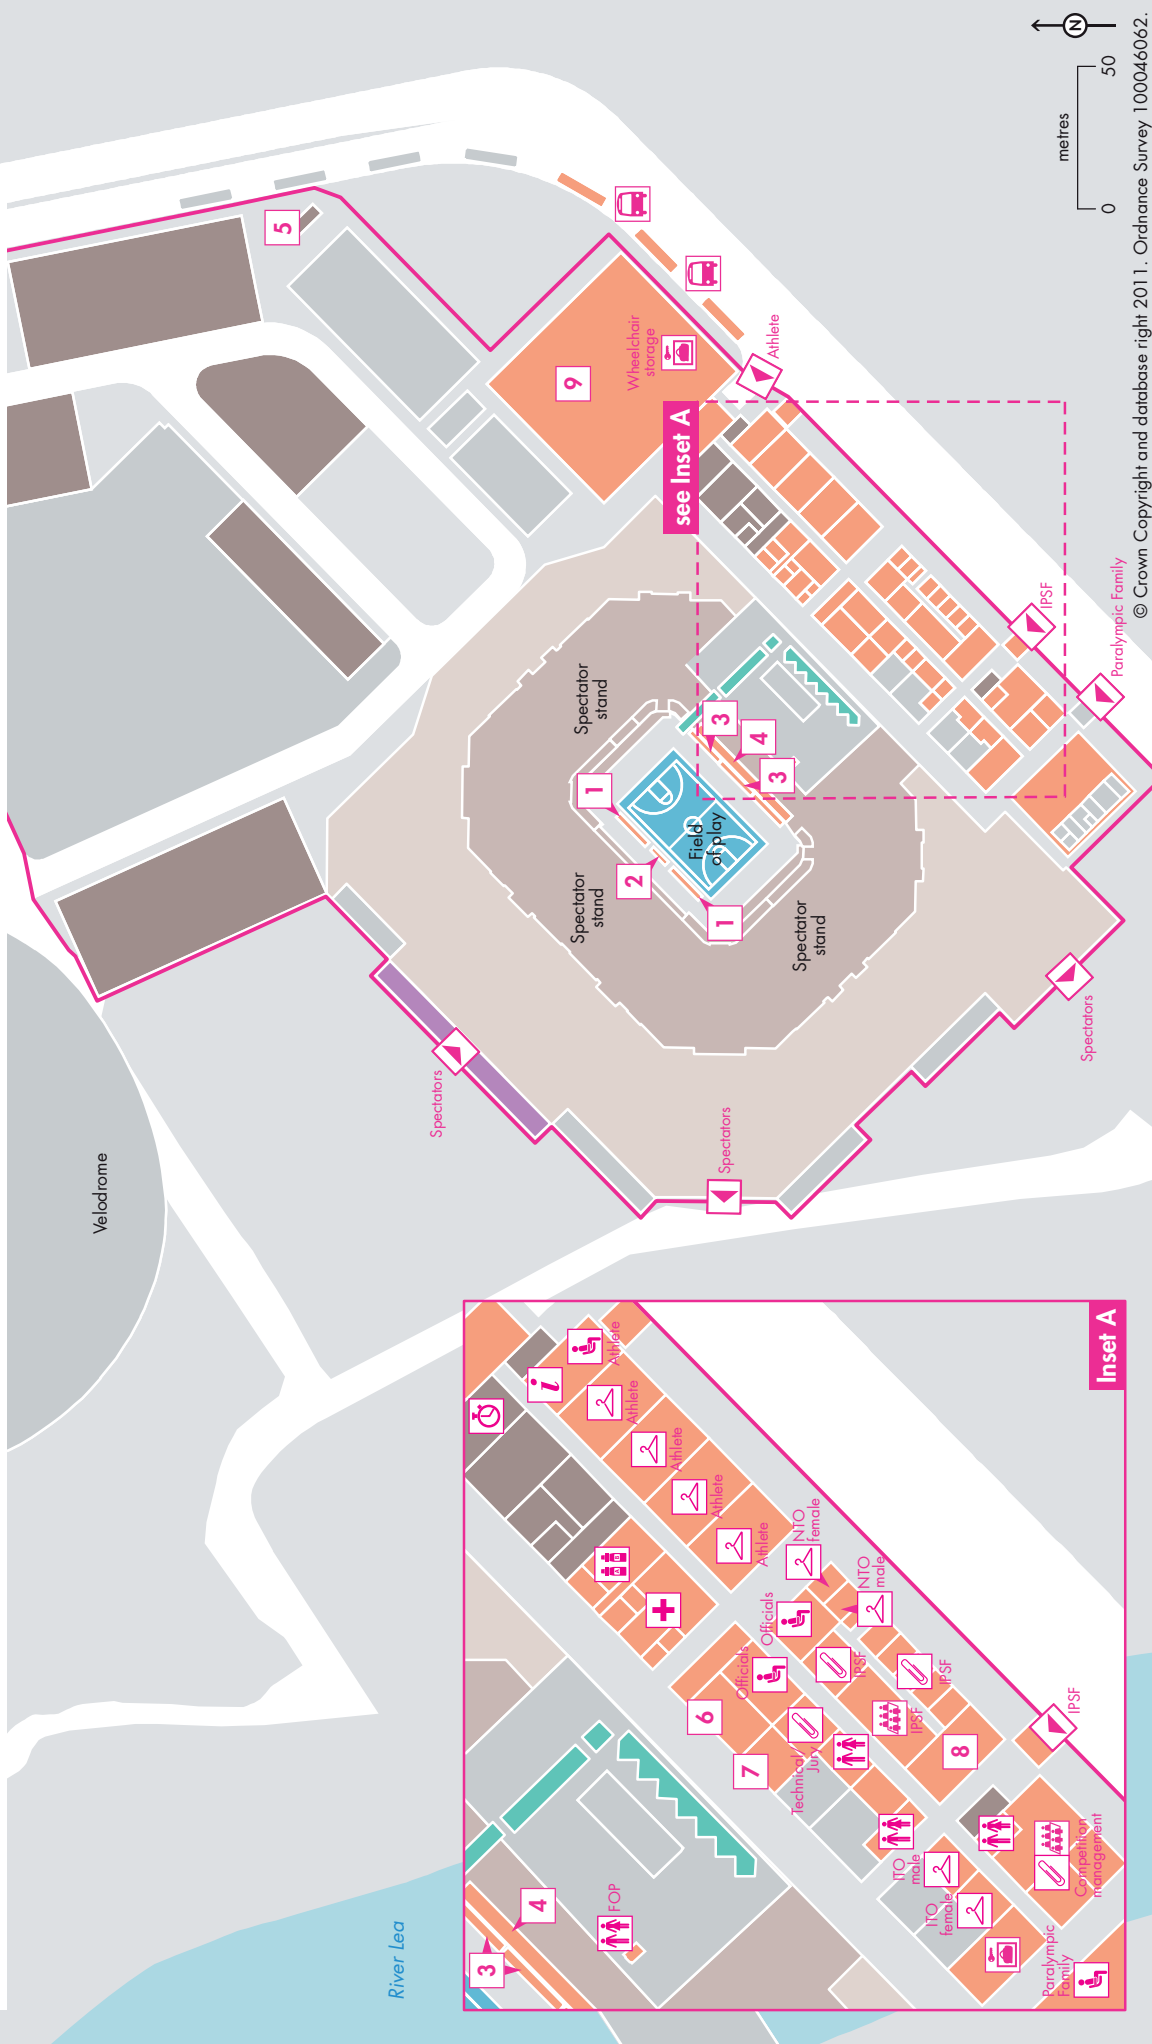 Velodrome
River Lea
Spectators
Spectators
Spectators
Spectator
stand
Spectator
stand
Spectator
stand
Field
of play
1
2
1
3
4
3
5
9
Wheelchair
storage
see Inset A
Athlete
IPSF
Paralympic Family
N
metres
0
50
© Crown Copyright and database right 2011. Ordnance Survey 100046062.
Inset A
3
4
FOP
i
Athlete
Athlete
Athlete
Athlete
Athlete
6
7
Officials
Officials
NTO
female
NTO
male
Technical
Jury
IPSF
IPSF
IPSF
8
IPSF
ITO
male
ITO
female
Competition
management
Paralympic
Family